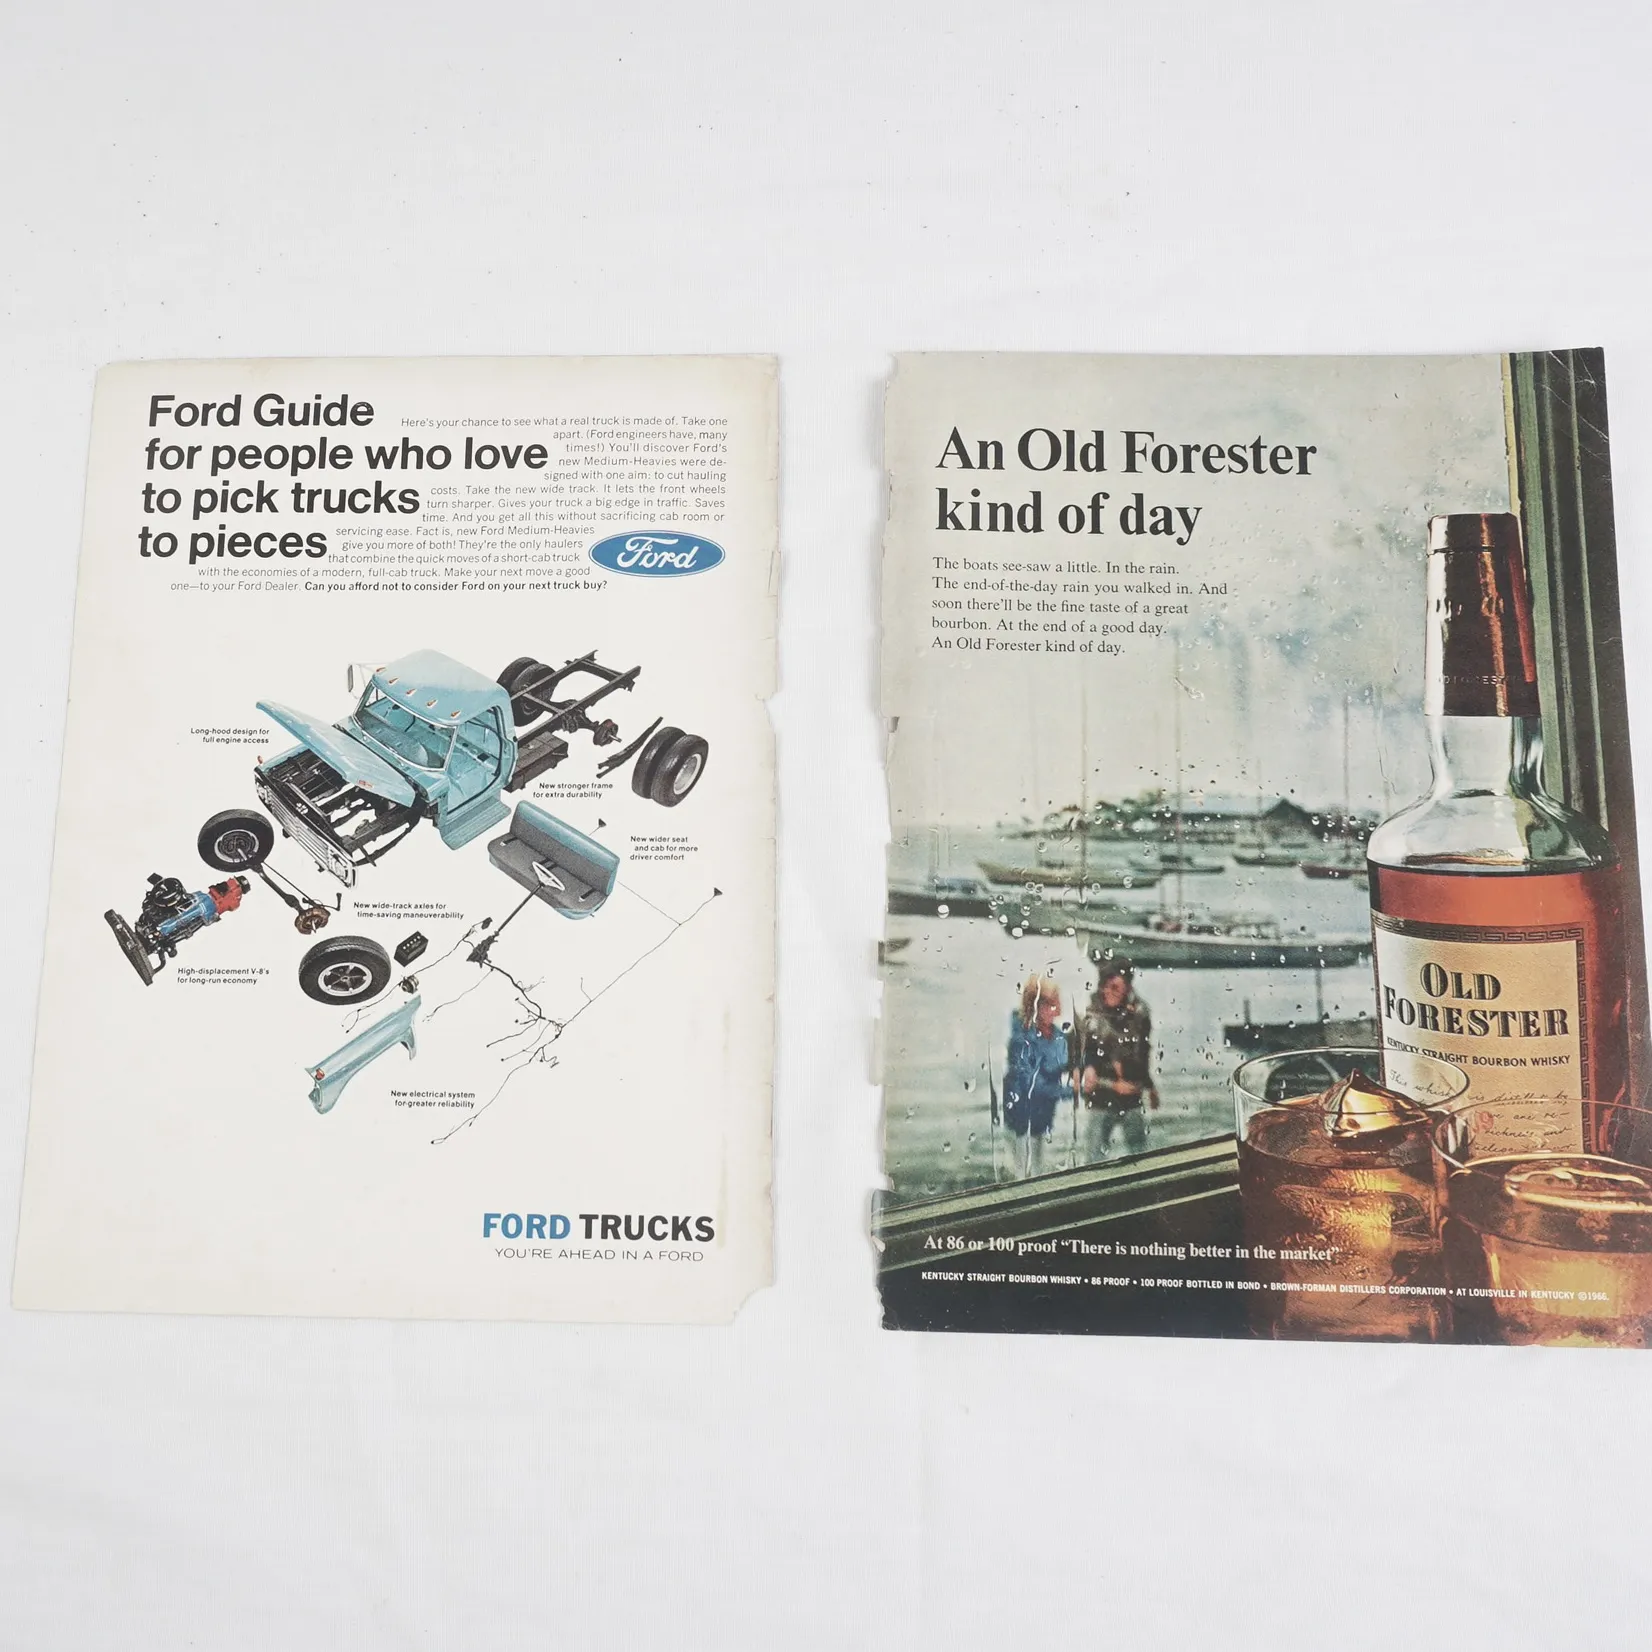 Ford Guide
for people who love
to pick trucks
to pieces
Here's your chance to see what a real truck is made of. Take one
apart. (Ford engineers have, many
times!) You'll discover Ford's
new Medium-Heavies were de-
signed with one aim: to cut hauling
costs. Take the new wide track. It lets the front wheels
turn sharper. Gives your truck a big edge in traffic. Saves
time. And you get all this without sacrificing cab room or
servicing ease. Fact is, new Ford Medium-Heavies
give you more of both! They're the only haulers
that combine the quick moves of a short-cab truck
with the economies of a modern, full-cab truck. Make your next move a good
one—to your Ford Dealer. Can you afford not to consider Ford on your next truck buy?
Ford
Long-hood design for
full engine access
New stronger frame
for extra durability
New wider seat
and cab for more
driver comfort
New wide-track axles for
time-saving maneuverability
High-displacement V-8's
for long-run economy
New electrical system
for greater reliability
FORD TRUCKS
YOU'RE AHEAD IN A FORD
An Old Forester
kind of day
The boats see-saw a little. In the rain.
The end-of-the-day rain you walked in. And
soon there'll be the fine taste of a great
bourbon. At the end of a good day.
An Old Forester kind of day.
OLD
FORESTER
KENTUCKY STRAIGHT BOURBON WHISKY
This whisky is
At 86 or 100 proof “There is nothing better in the market”
KENTUCKY STRAIGHT BOURBON WHISKY • 86 PROOF • 100 PROOF BOTTLED IN BOND • BROWN-FORMAN DISTILLERS CORPORATION • AT LOUISVILLE IN KENTUCKY ©1966.